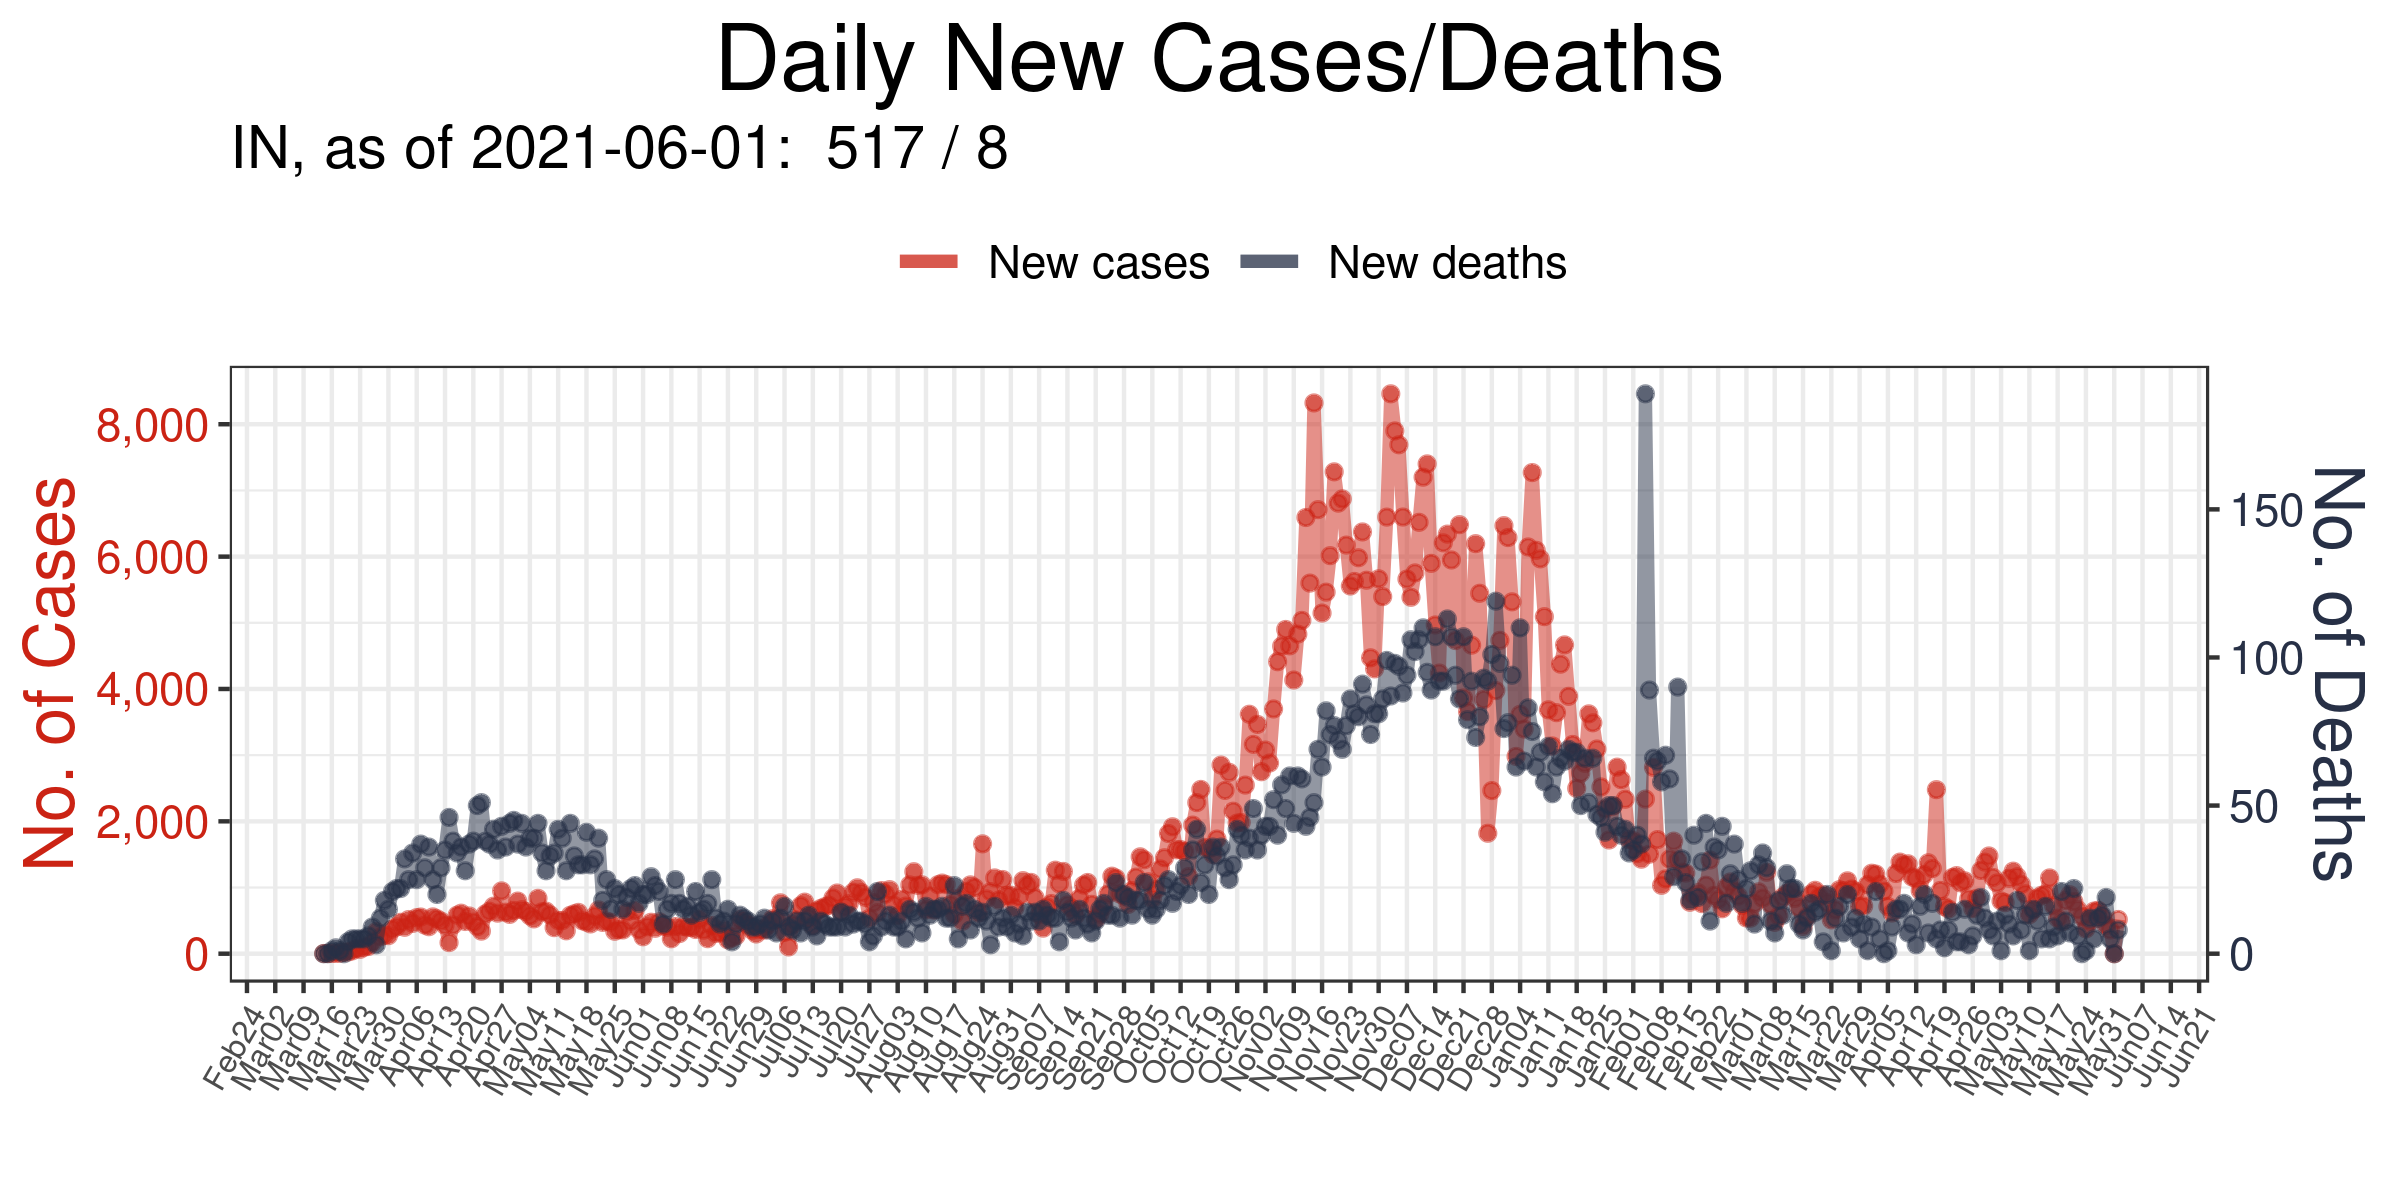 Daily New Cases/Deaths
IN, as of 2021-06-01:  517 / 8
New cases
New deaths
No. of Cases
8,000
6,000
4,000
2,000
0
150
100
50
0
No. of Deaths
Feb24
Mar02
Mar09
Mar16
Mar23
Mar30
Apr06
Apr13
Apr20
Apr27
May04
May11
May18
May25
Jun01
Jun08
Jun15
Jun22
Jun29
Jul06
Jul13
Jul20
Jul27
Aug03
Aug10
Aug17
Aug24
Aug31
Sep07
Sep14
Sep21
Sep28
Oct05
Oct12
Oct19
Oct26
Nov02
Nov09
Nov16
Nov23
Nov30
Dec07
Dec14
Dec21
Dec28
Jan04
Jan11
Jan18
Jan25
Feb01
Feb08
Feb15
Feb22
Mar01
Mar08
Mar15
Mar22
Mar29
Apr05
Apr12
Apr19
Apr26
May03
May10
May17
May24
May31
Jun07
Jun14
Jun21